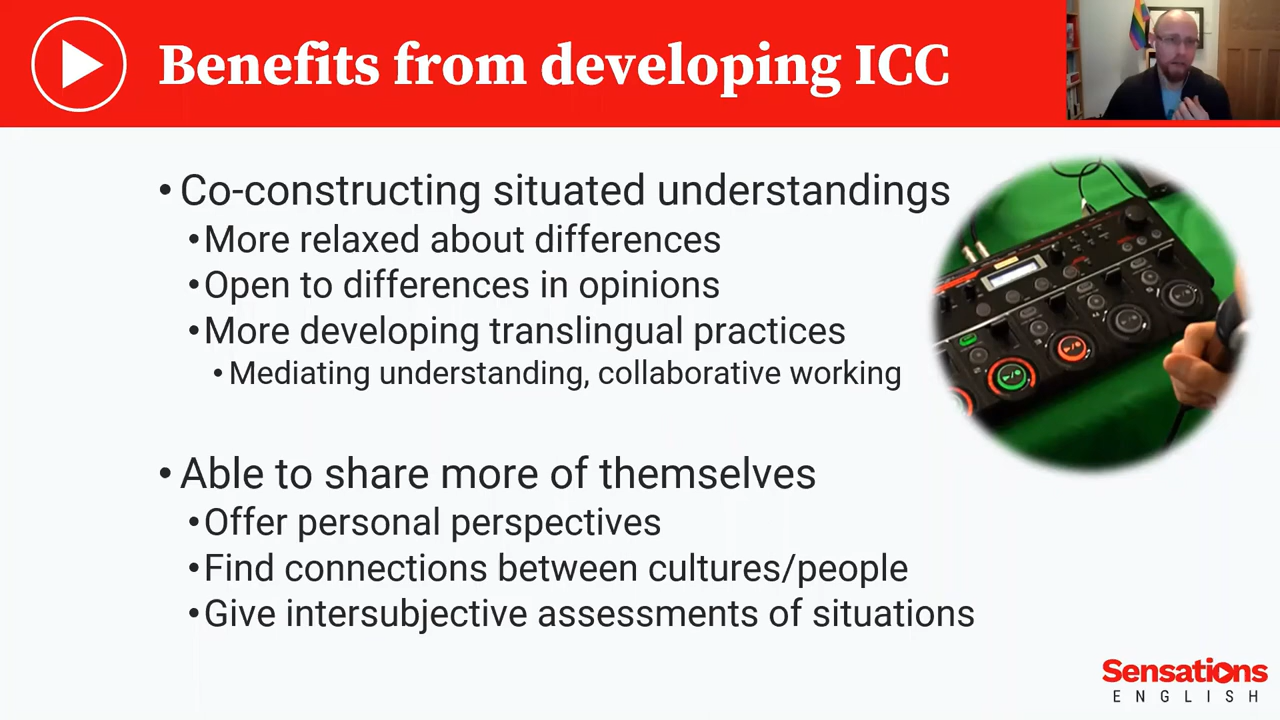 Benefits from developing ICC
• Co-constructing situated understandings
• More relaxed about differences
• Open to differences in opinions
• More developing translingual practices
• Mediating understanding, collaborative working
• Able to share more of themselves
• Offer personal perspectives
• Find connections between cultures/people
• Give intersubjective assessments of situations
Sensations
ENGLISH